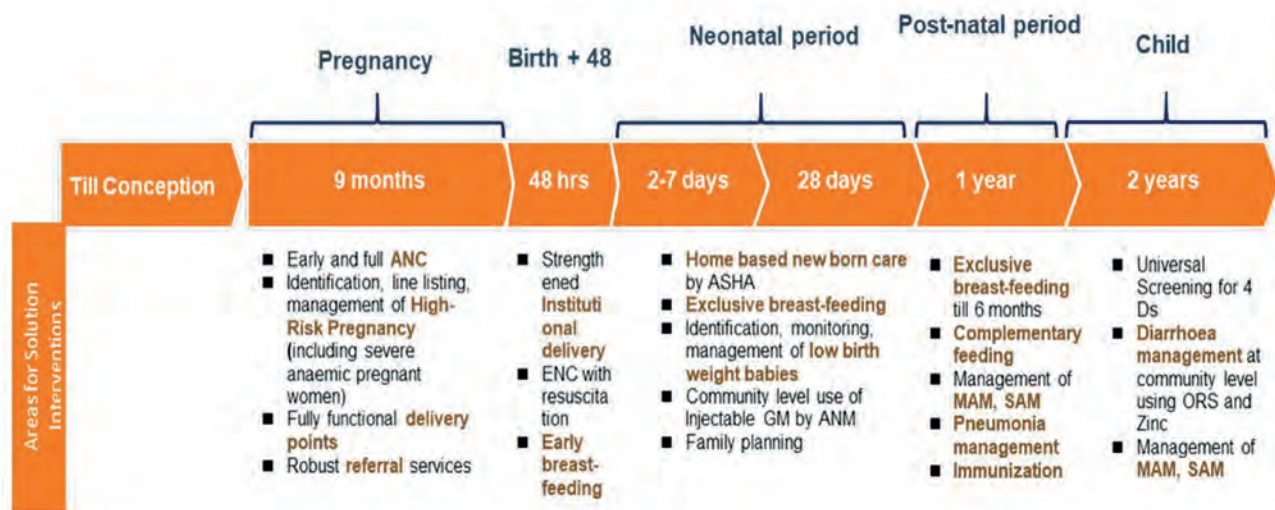 Pregnancy
Birth + 48
Neonatal period
Post-natal period
Child
Till Conception
9 months
48 hrs
2-7 days
28 days
1 year
2 years
Areas for Solution
Interventions
■ Early and full ANC
■ Identification, line listing,
management of High-
Risk Pregnancy
(including severe
anaemic pregnant
women)
■ Fully functional delivery
points
■ Robust referral services
■ Strength
ened
Instituti
onal
delivery
■ ENC with
resuscita
tion
■ Early
breast-
feeding
■ Home based new born care
by ASHA
■ Exclusive breast-feeding
■ Identification, monitoring,
management of low birth
weight babies
■ Community level use of
Injectable GM by ANM
■ Family planning
■ Exclusive
breast-feeding
till 6 months
■ Complementary
feeding
■ Management of
MAM, SAM
■ Pneumonia
management
■ Immunization
■ Universal
Screening for 4
Ds
■ Diarrhoea
management at
community level
using ORS and
Zinc
■ Management of
MAM, SAM